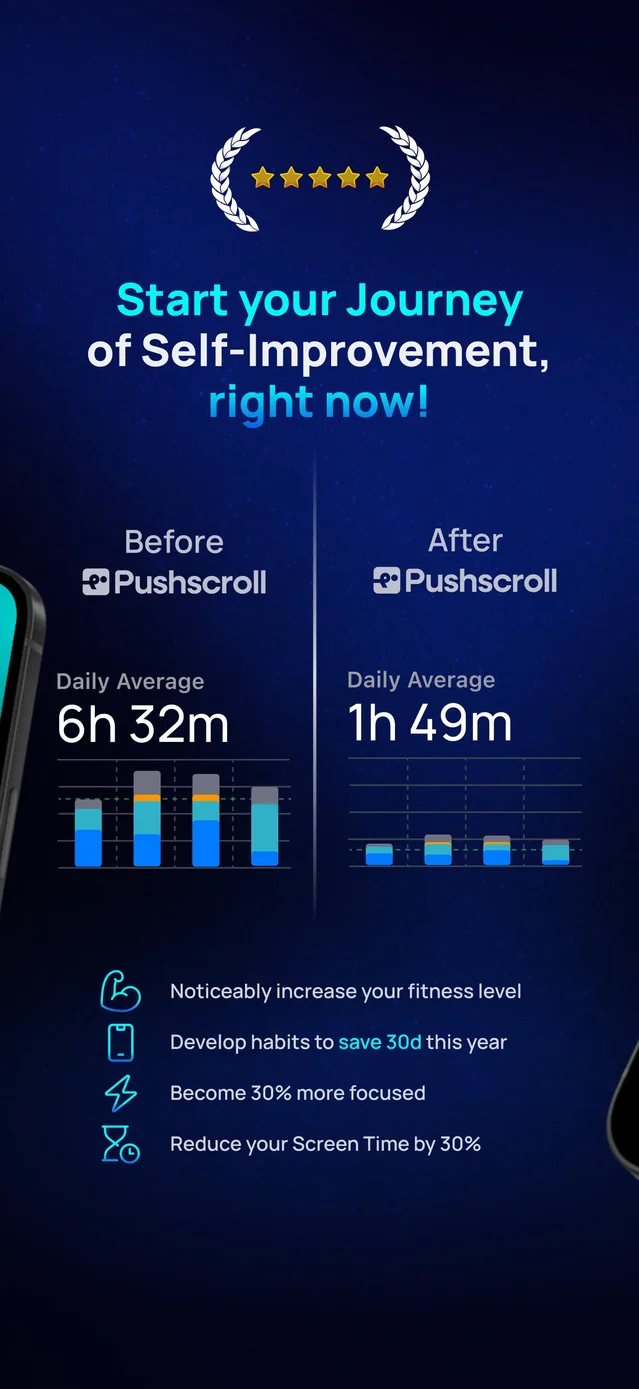 Start your Journey
of Self-Improvement,
right now!
Before
Pushscroll
Daily Average
6h 32m
After
Pushscroll
Daily Average
1h 49m
Noticeably increase your fitness level
Develop habits to save 30d this year
Become 30% more focused
Reduce your Screen Time by 30%